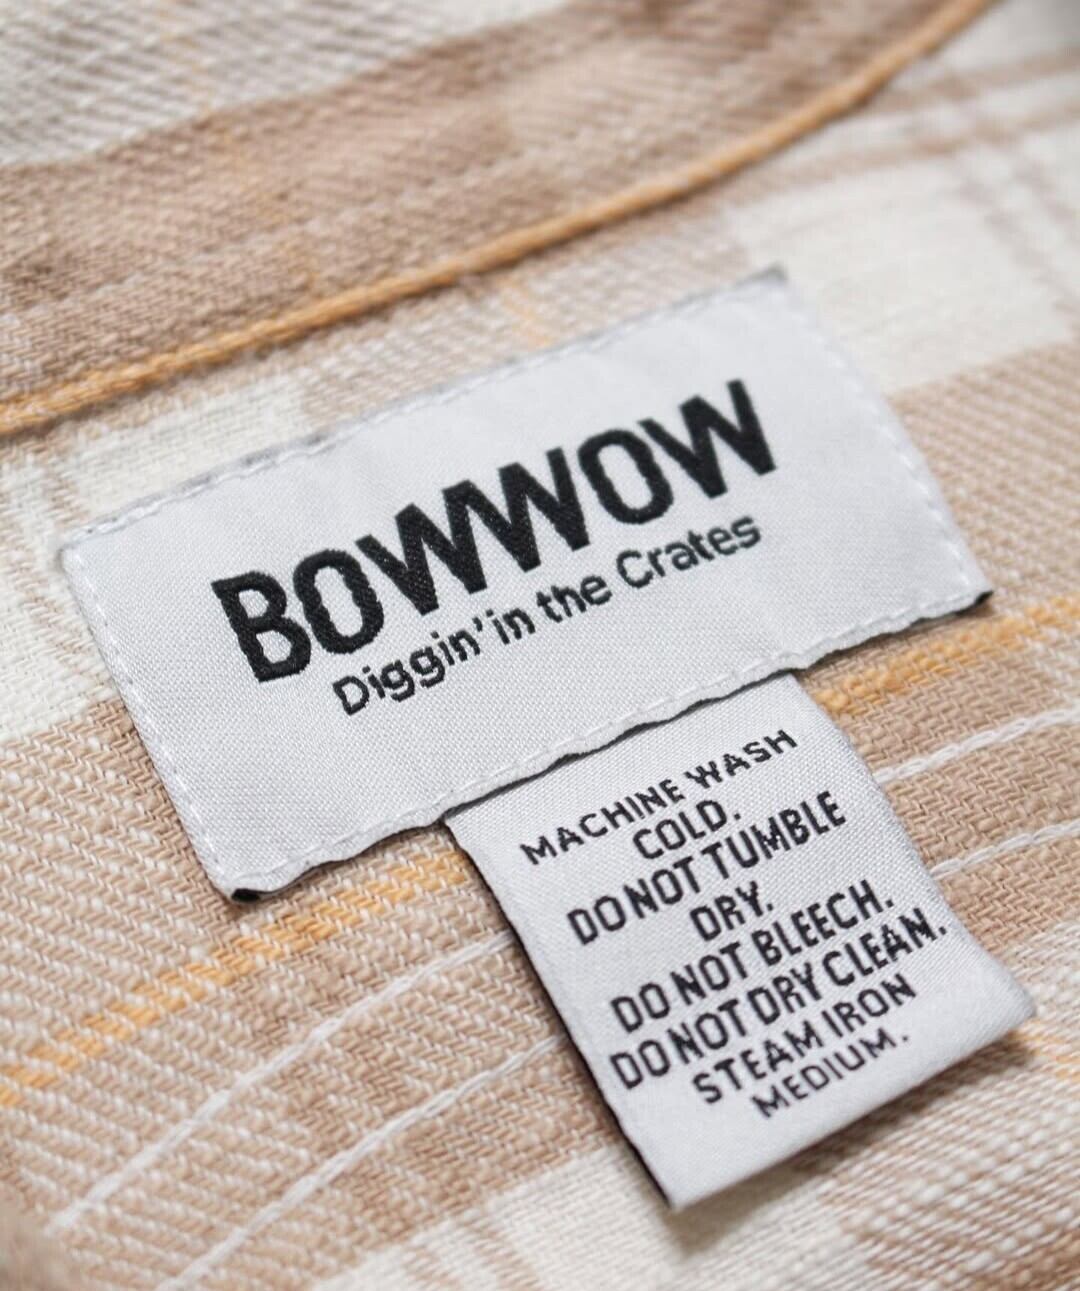 BOWWOW
Diggin' in the Crates
MACHINE WASH
COLD.
DO NOT TUMBLE
DRY.
DO NOT BLEECH.
DO NOT DRY CLEAN.
STEAM IRON
MEDIUM.